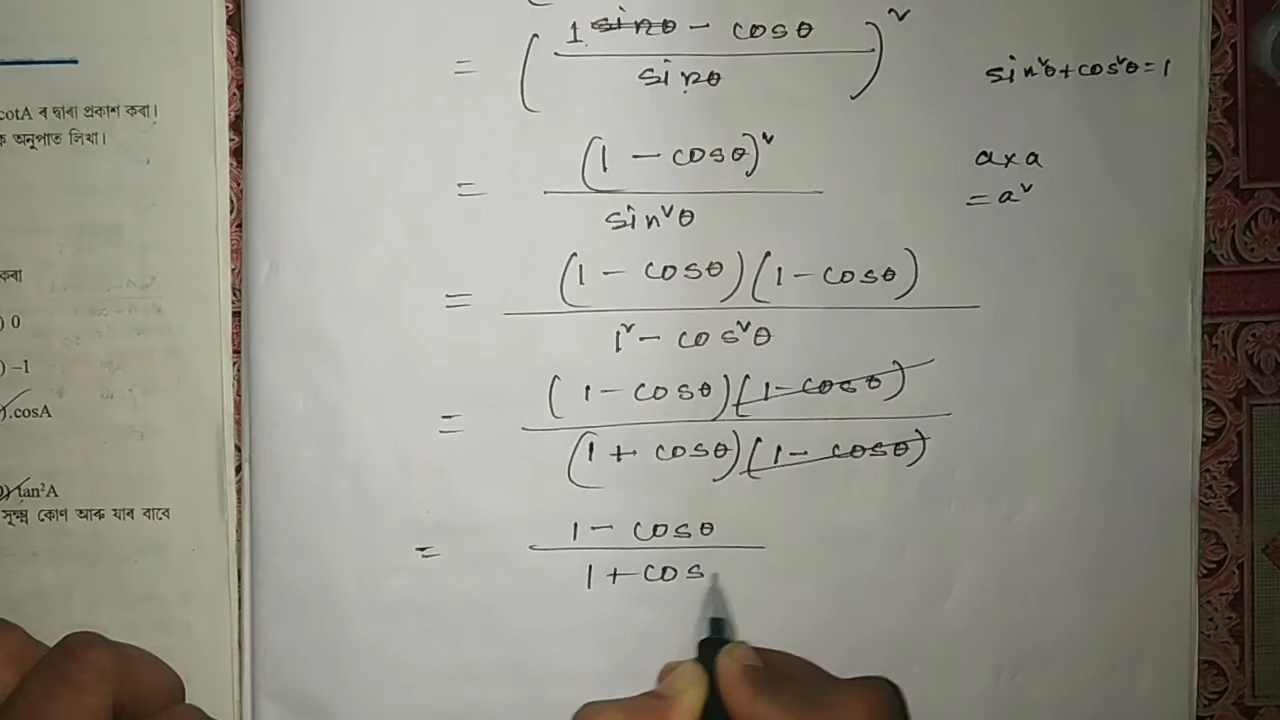 cotA ৰ দ্বাৰা প্ৰকাশ কৰা।
অনুপাত লিখা।
কৰা
) 0
) –1
).cosA
) tan²A
সূক্ষ্ম কোণ আৰু যাৰ বাবে
= (1 sinθ - cosθ / sinθ)²
sin²θ+cos²θ=1
= (1 - cosθ)² / sin²θ
a×a
= a²
= (1 - cosθ)(1-cosθ) / 1² - cos²θ
= (1-cosθ)(1-cosθ) / (1 + cosθ)(1- cosθ)
= 1- cosθ / 1+cos